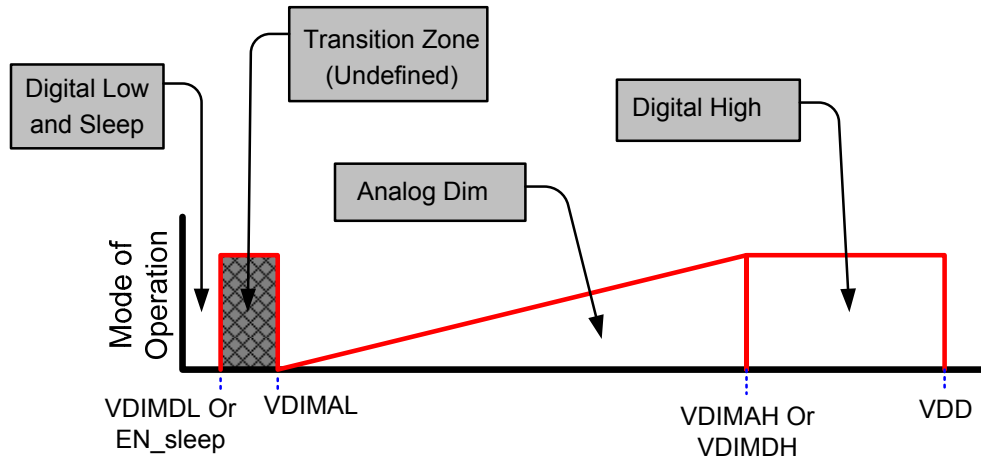 Transition Zone
(Undefined)
Digital Low
and Sleep
Digital High
Analog Dim
Mode of
Operation
VDIMDL Or
EN_sleep
VDIMAL
VDIMAH Or
VDIMDH
VDD